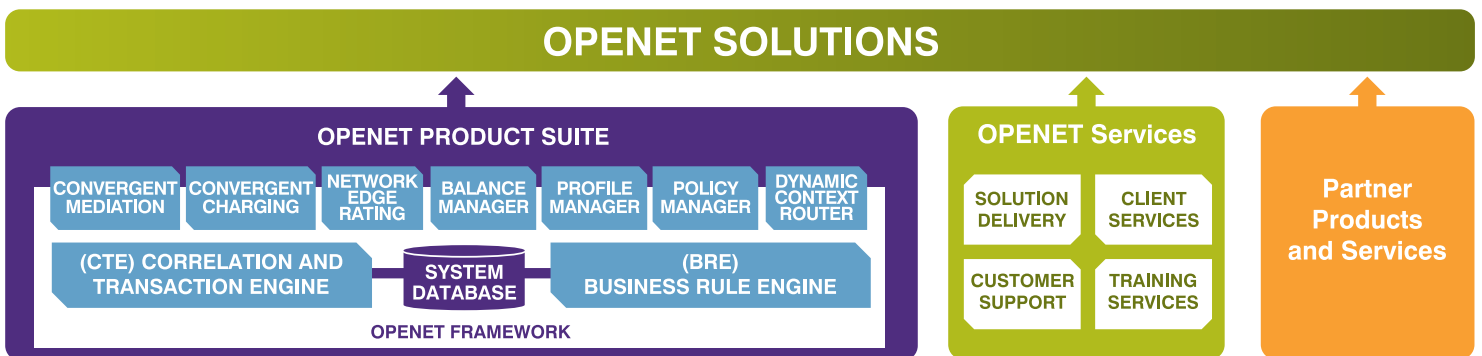 OPENET SOLUTIONS
OPENET PRODUCT SUITE
CONVERGENT
MEDIATION
CONVERGENT
CHARGING
NETWORK
EDGE
RATING
BALANCE
MANAGER
PROFILE
MANAGER
POLICY
MANAGER
DYNAMIC
CONTEXT
ROUTER
(CTE) CORRELATION AND
TRANSACTION ENGINE
SYSTEM
DATABASE
(BRE)
BUSINESS RULE ENGINE
OPENET FRAMEWORK
OPENET Services
SOLUTION
DELIVERY
CLIENT
SERVICES
CUSTOMER
SUPPORT
TRAINING
SERVICES
Partner
Products
and Services